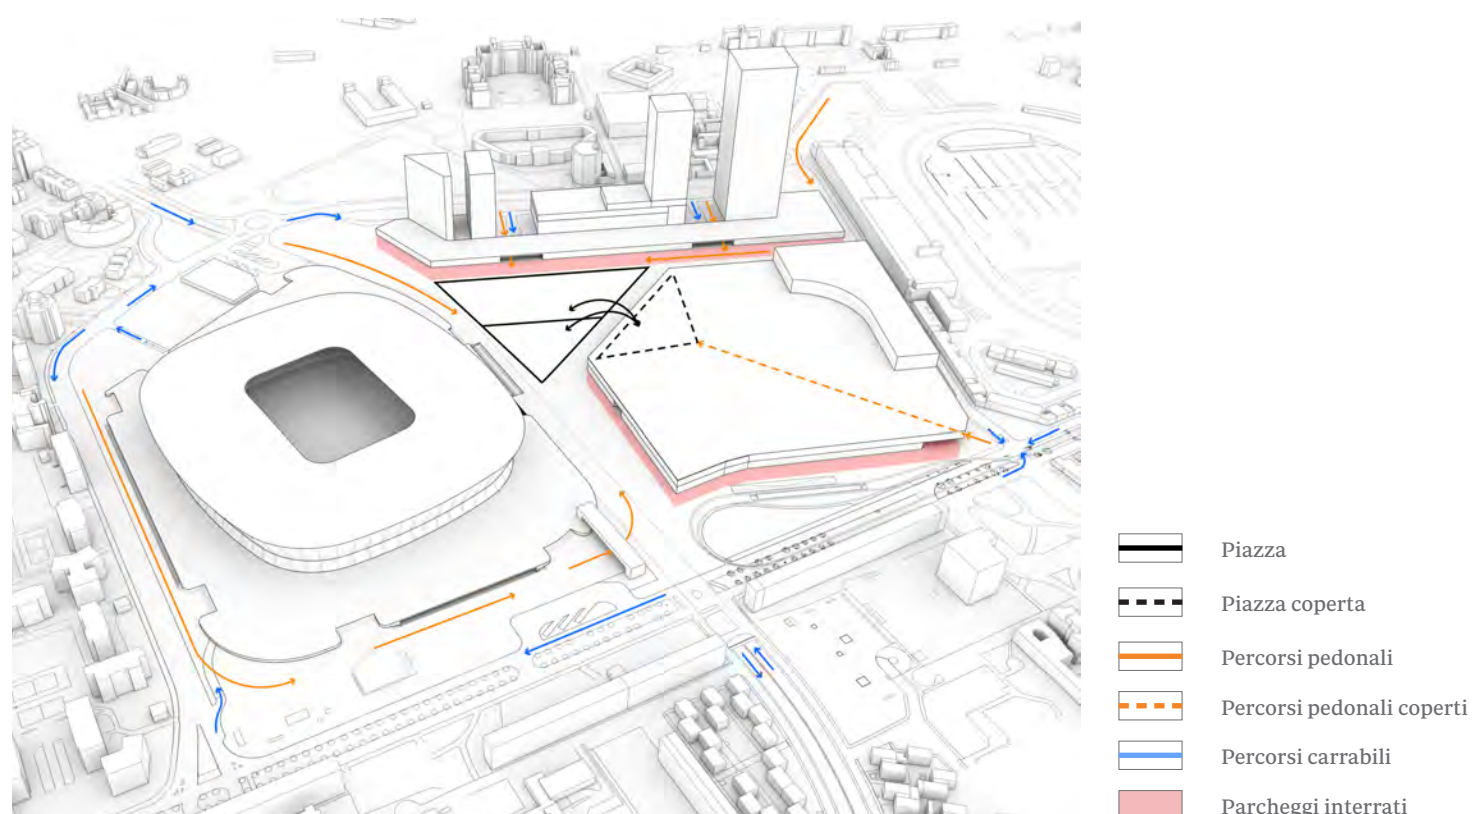 Piazza
Piazza coperta
Percorsi pedonali
Percorsi pedonali coperti
Percorsi carrabili
Parcheggi interrati